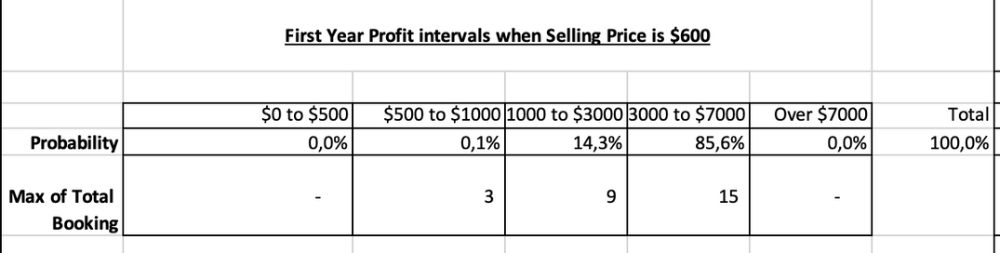 First Year Profit intervals when Selling Price is $600
$0 to $500 $500 to $1000 1000 to $3000 3000 to $7000 Over $7000 Total
Probability 0,0% 0,1% 14,3% 85,6% 0,0% 100,0%
Max of Total
Booking - 3 9 15 -